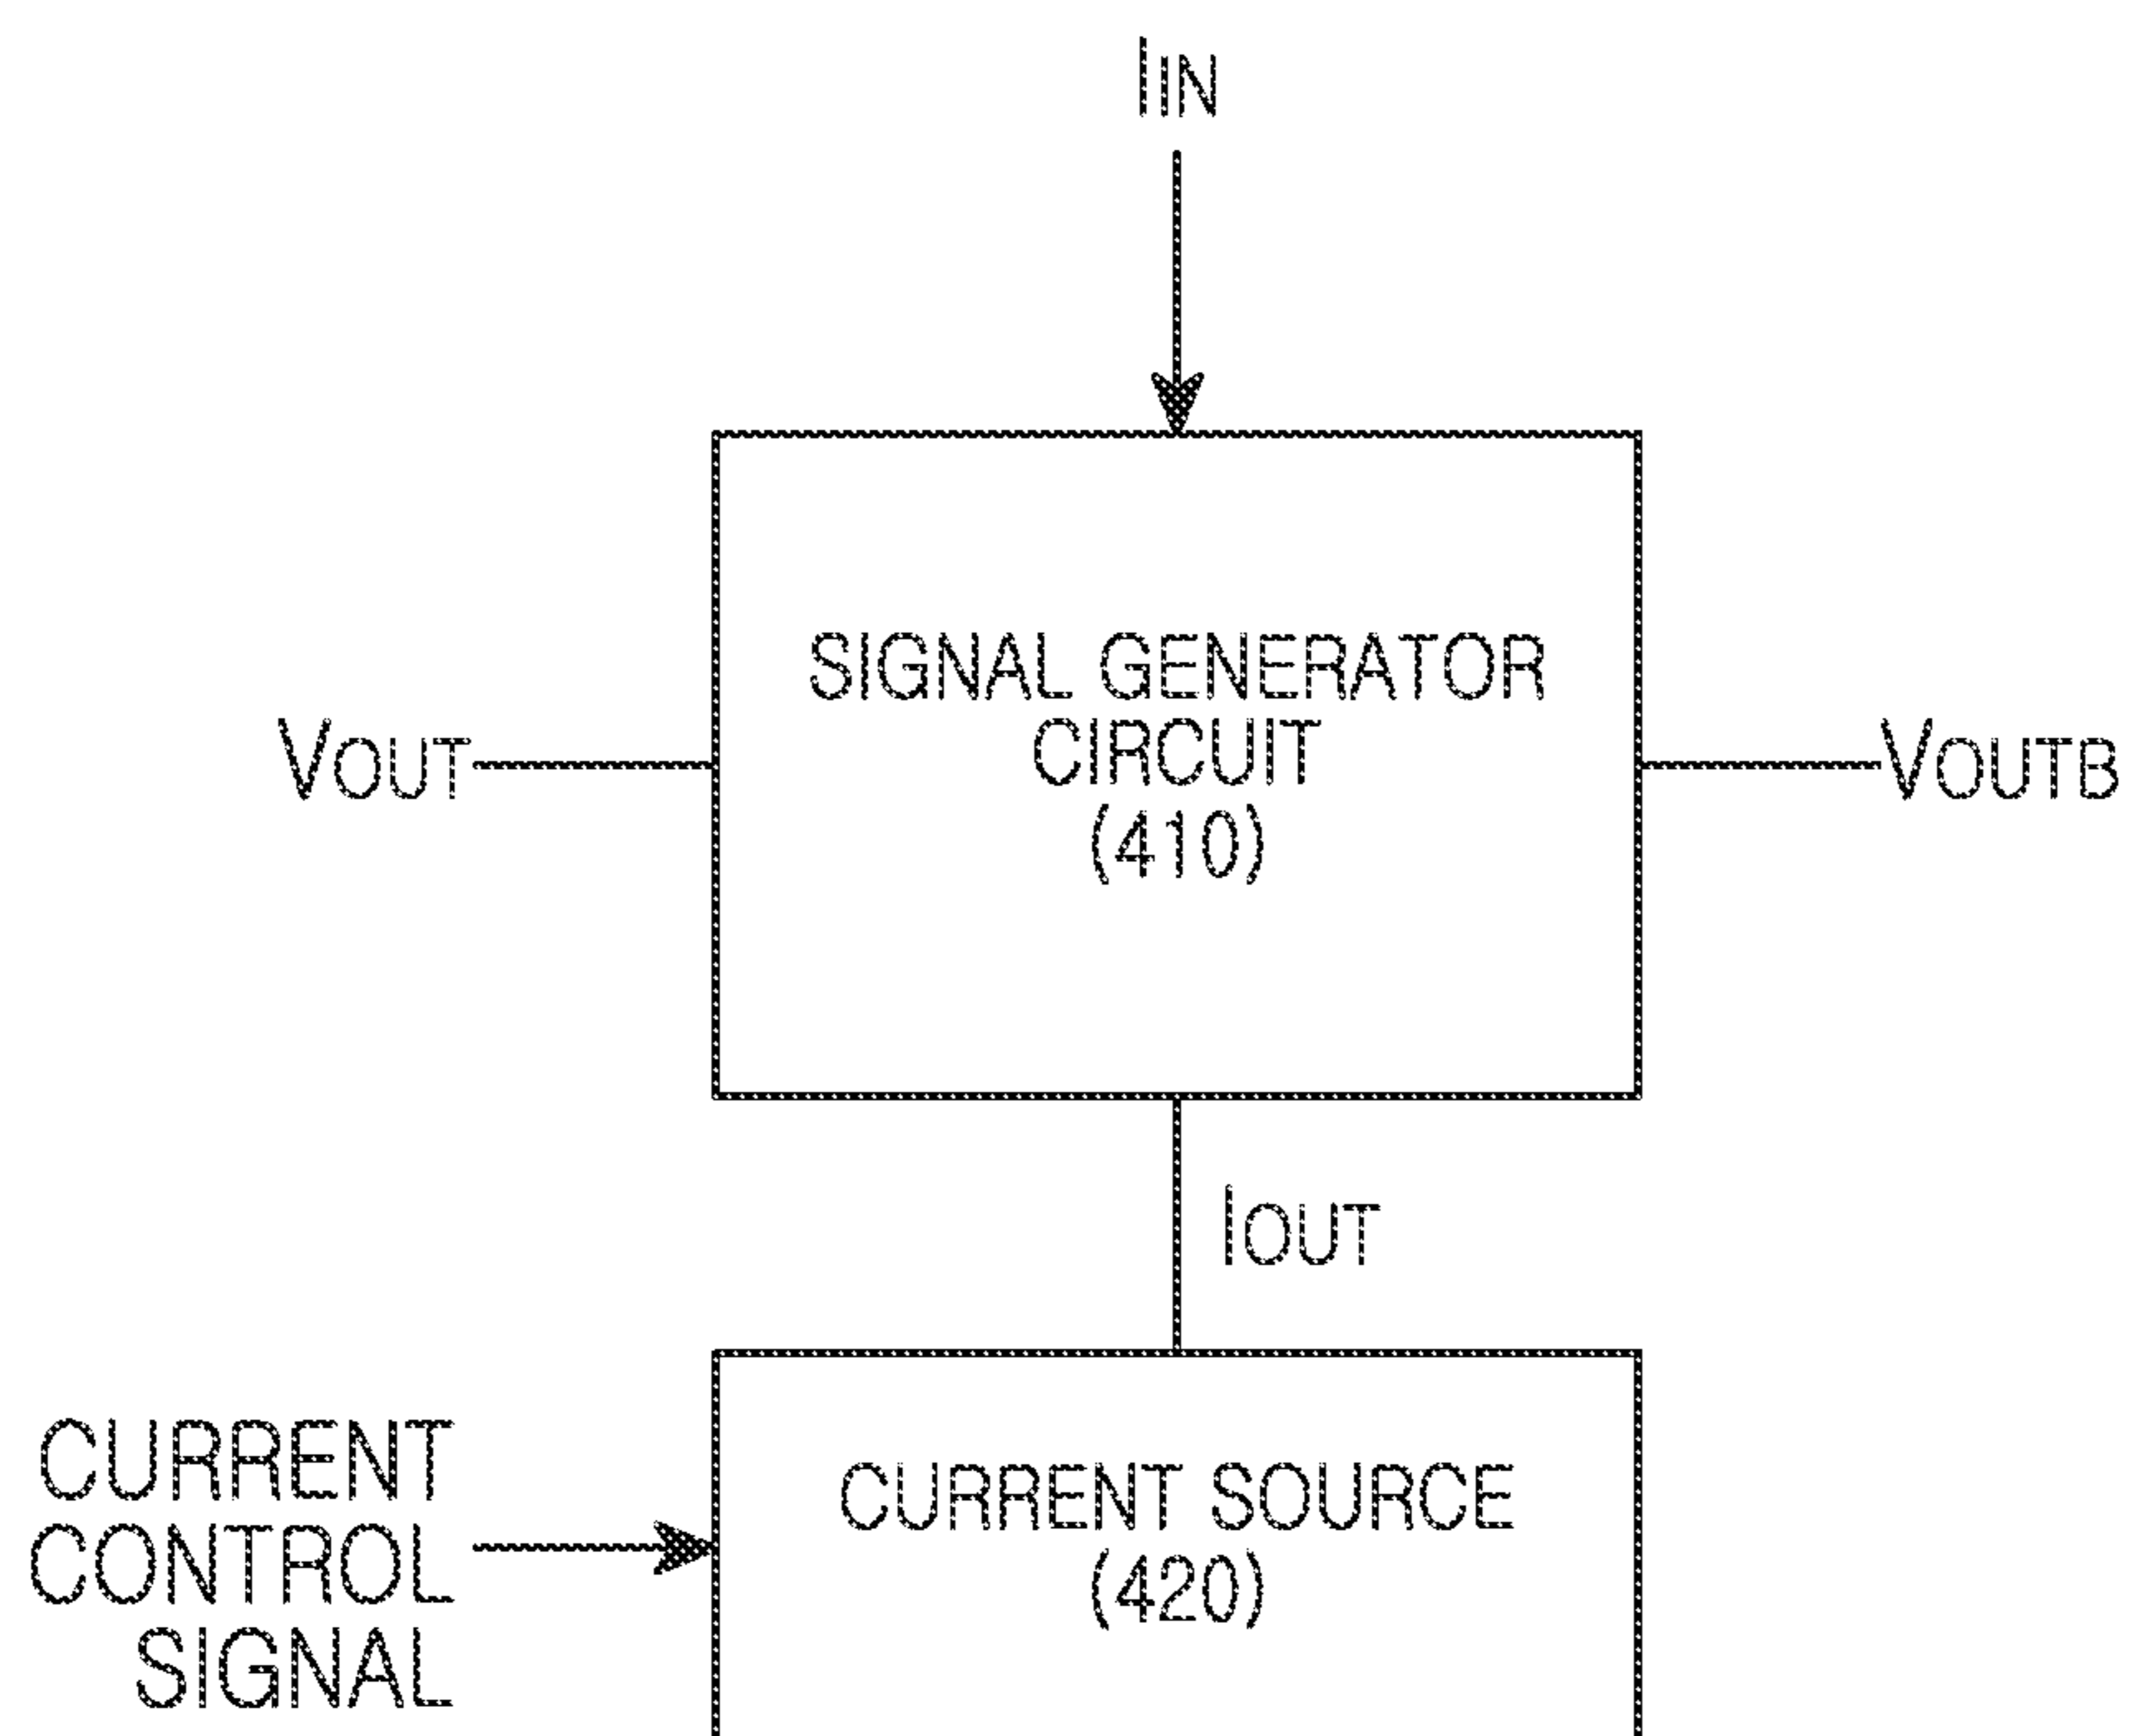 IIN
SIGNAL GENERATOR
CIRCUIT
(410)
VOUT
VOUTB
IOUT
CURRENT
CONTROL
SIGNAL
CURRENT SOURCE
(420)